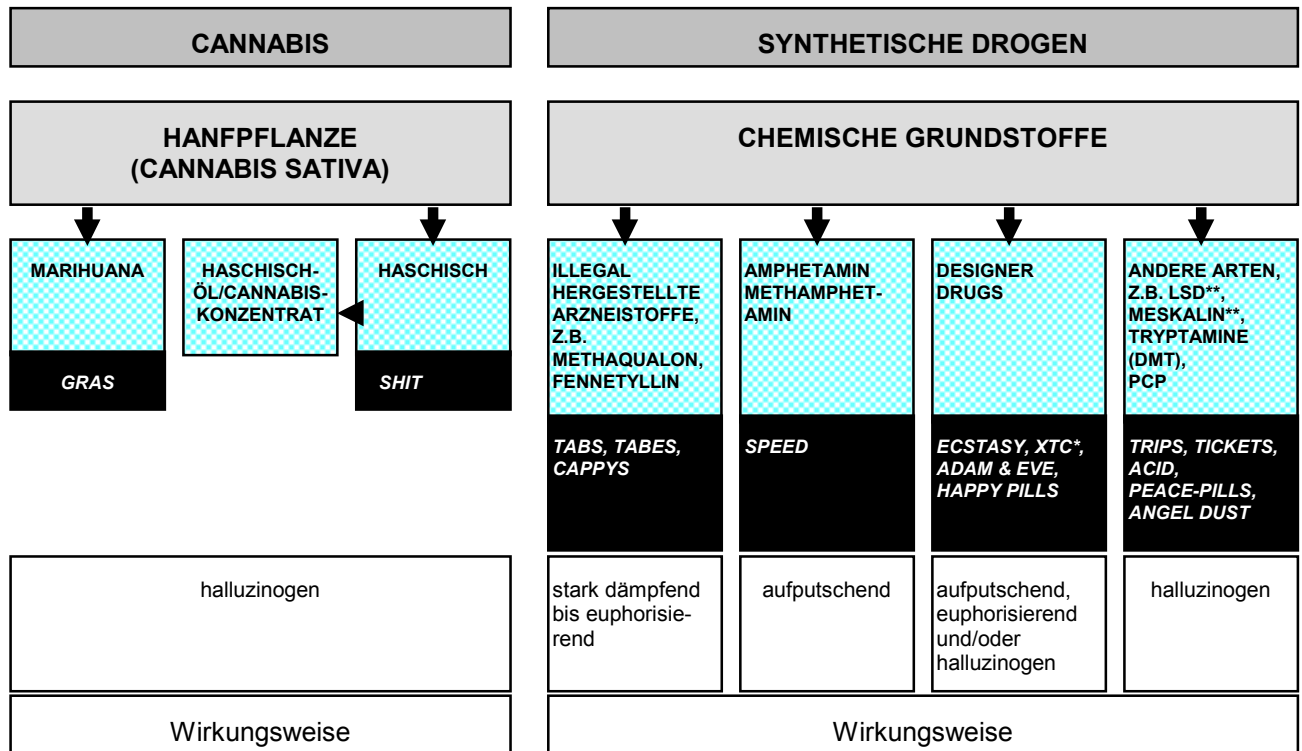 CANNABIS
HANFPFLANZE
(CANNABIS SATIVA)
MARIHUANA
GRAS
HASCHISCH-
ÖL/CANNABIS-
KONZENTRAT
HASCHISCH
SHIT
halluzinogen
Wirkungsweise
SYNTHETISCHE DROGEN
CHEMISCHE GRUNDSTOFFE
ILLEGAL
HERGESTELLTE
ARZNEISTOFFE,
Z.B.
METHAQUALON,
FENNETYLLIN
TABS, TABES,
CAPPYS
stark dämpfend
bis euphorisie-
rend
AMPHETAMIN
METHAMPHET-
AMIN
SPEED
aufputschend
DESIGNER
DRUGS
ECSTASY, XTC*,
ADAM & EVE,
HAPPY PILLS
aufputschend,
euphorisierend
und/oder
halluzinogen
ANDERE ARTEN,
Z.B. LSD**,
MESKALIN**,
TRYPTAMINE
(DMT),
PCP
TRIPS, TICKETS,
ACID,
PEACE-PILLS,
ANGEL DUST
halluzinogen
Wirkungsweise